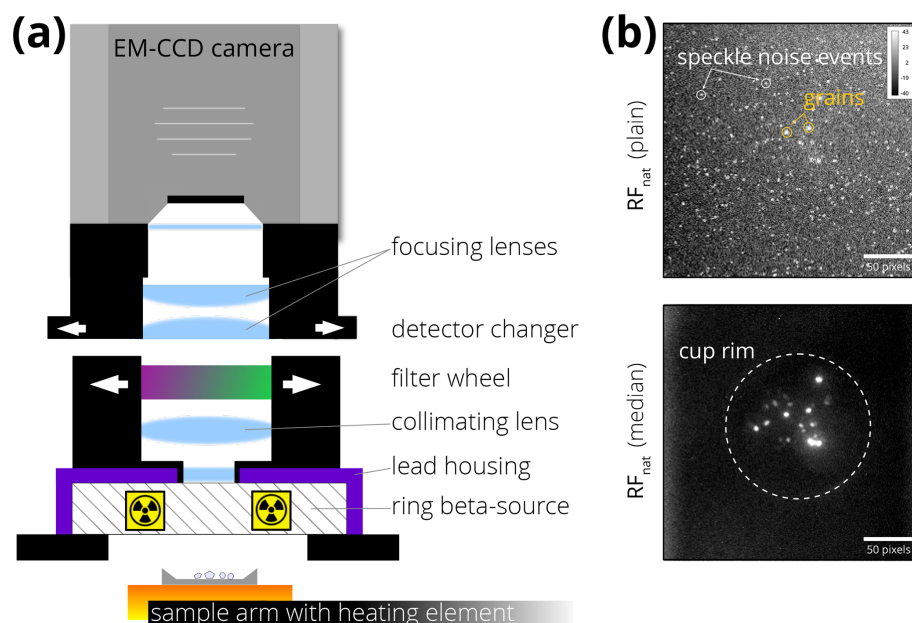 (a)
EM-CCD camera
focusing lenses
detector changer
filter wheel
collimating lens
lead housing
ring beta-source
sample arm with heating element
(b)
RFnat (plain)
speckle noise events
grains
43
23
2
-19
-40
50 pixels
RFnat (median)
cup rim
50 pixels